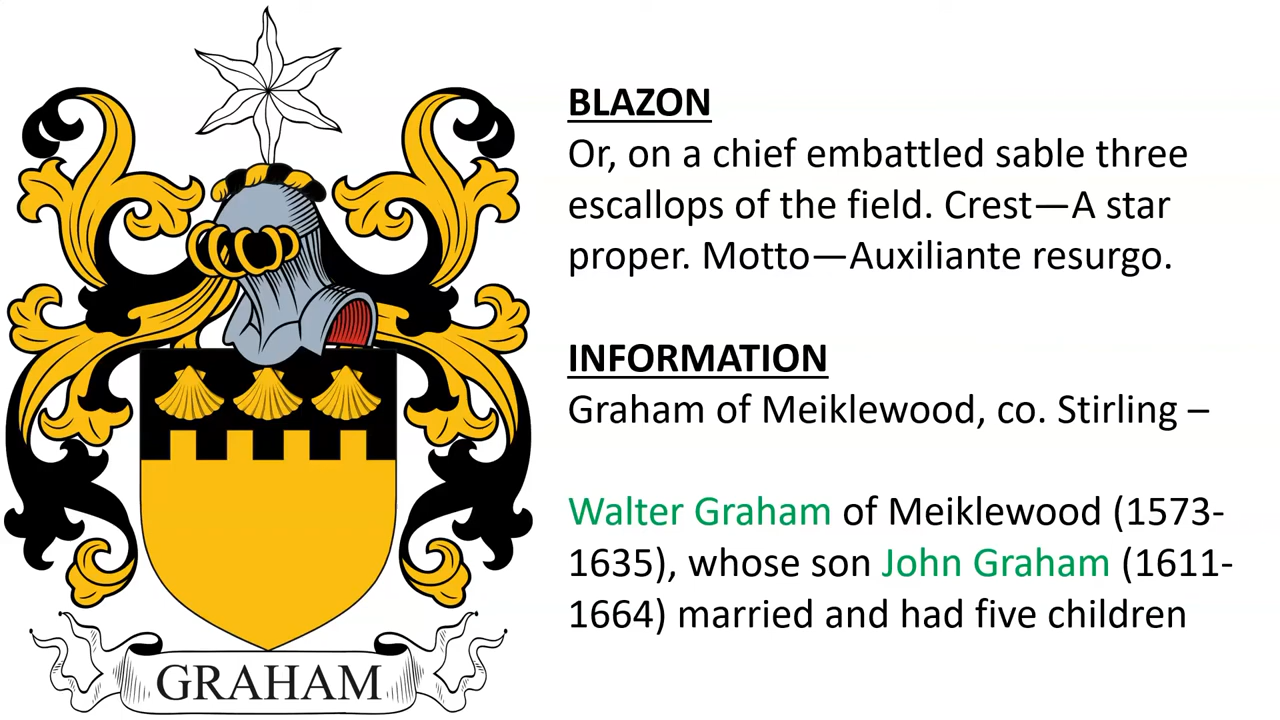 BLAZON
Or, on a chief embattled sable three
escallops of the field. Crest—A star
proper. Motto—Auxiliante resurgo.
INFORMATION
Graham of Meiklewood, co. Stirling –
Walter Graham of Meiklewood (1573-
1635), whose son John Graham (1611-
1664) married and had five children
GRAHAM